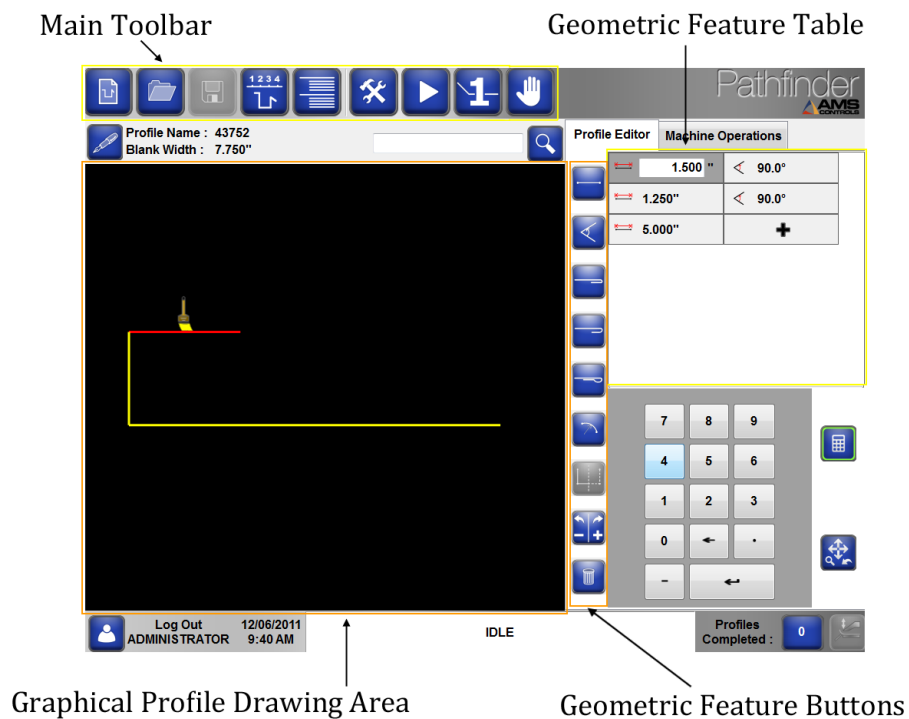 Main Toolbar
Geometric Feature Table
1 2 3 4
1
Pathfinder
AMS
CONTROLS
Profile Name : 43752
Blank Width : 7.750"
Profile Editor
Machine Operations
1.500 "
90.0°
1.250"
90.0°
5.000"
7 8 9
4 5 6
1 2 3
0 .
-
- +
Log Out
ADMINISTRATOR
12/06/2011
9:40 AM
IDLE
Profiles
Completed :
0
Graphical Profile Drawing Area
Geometric Feature Buttons